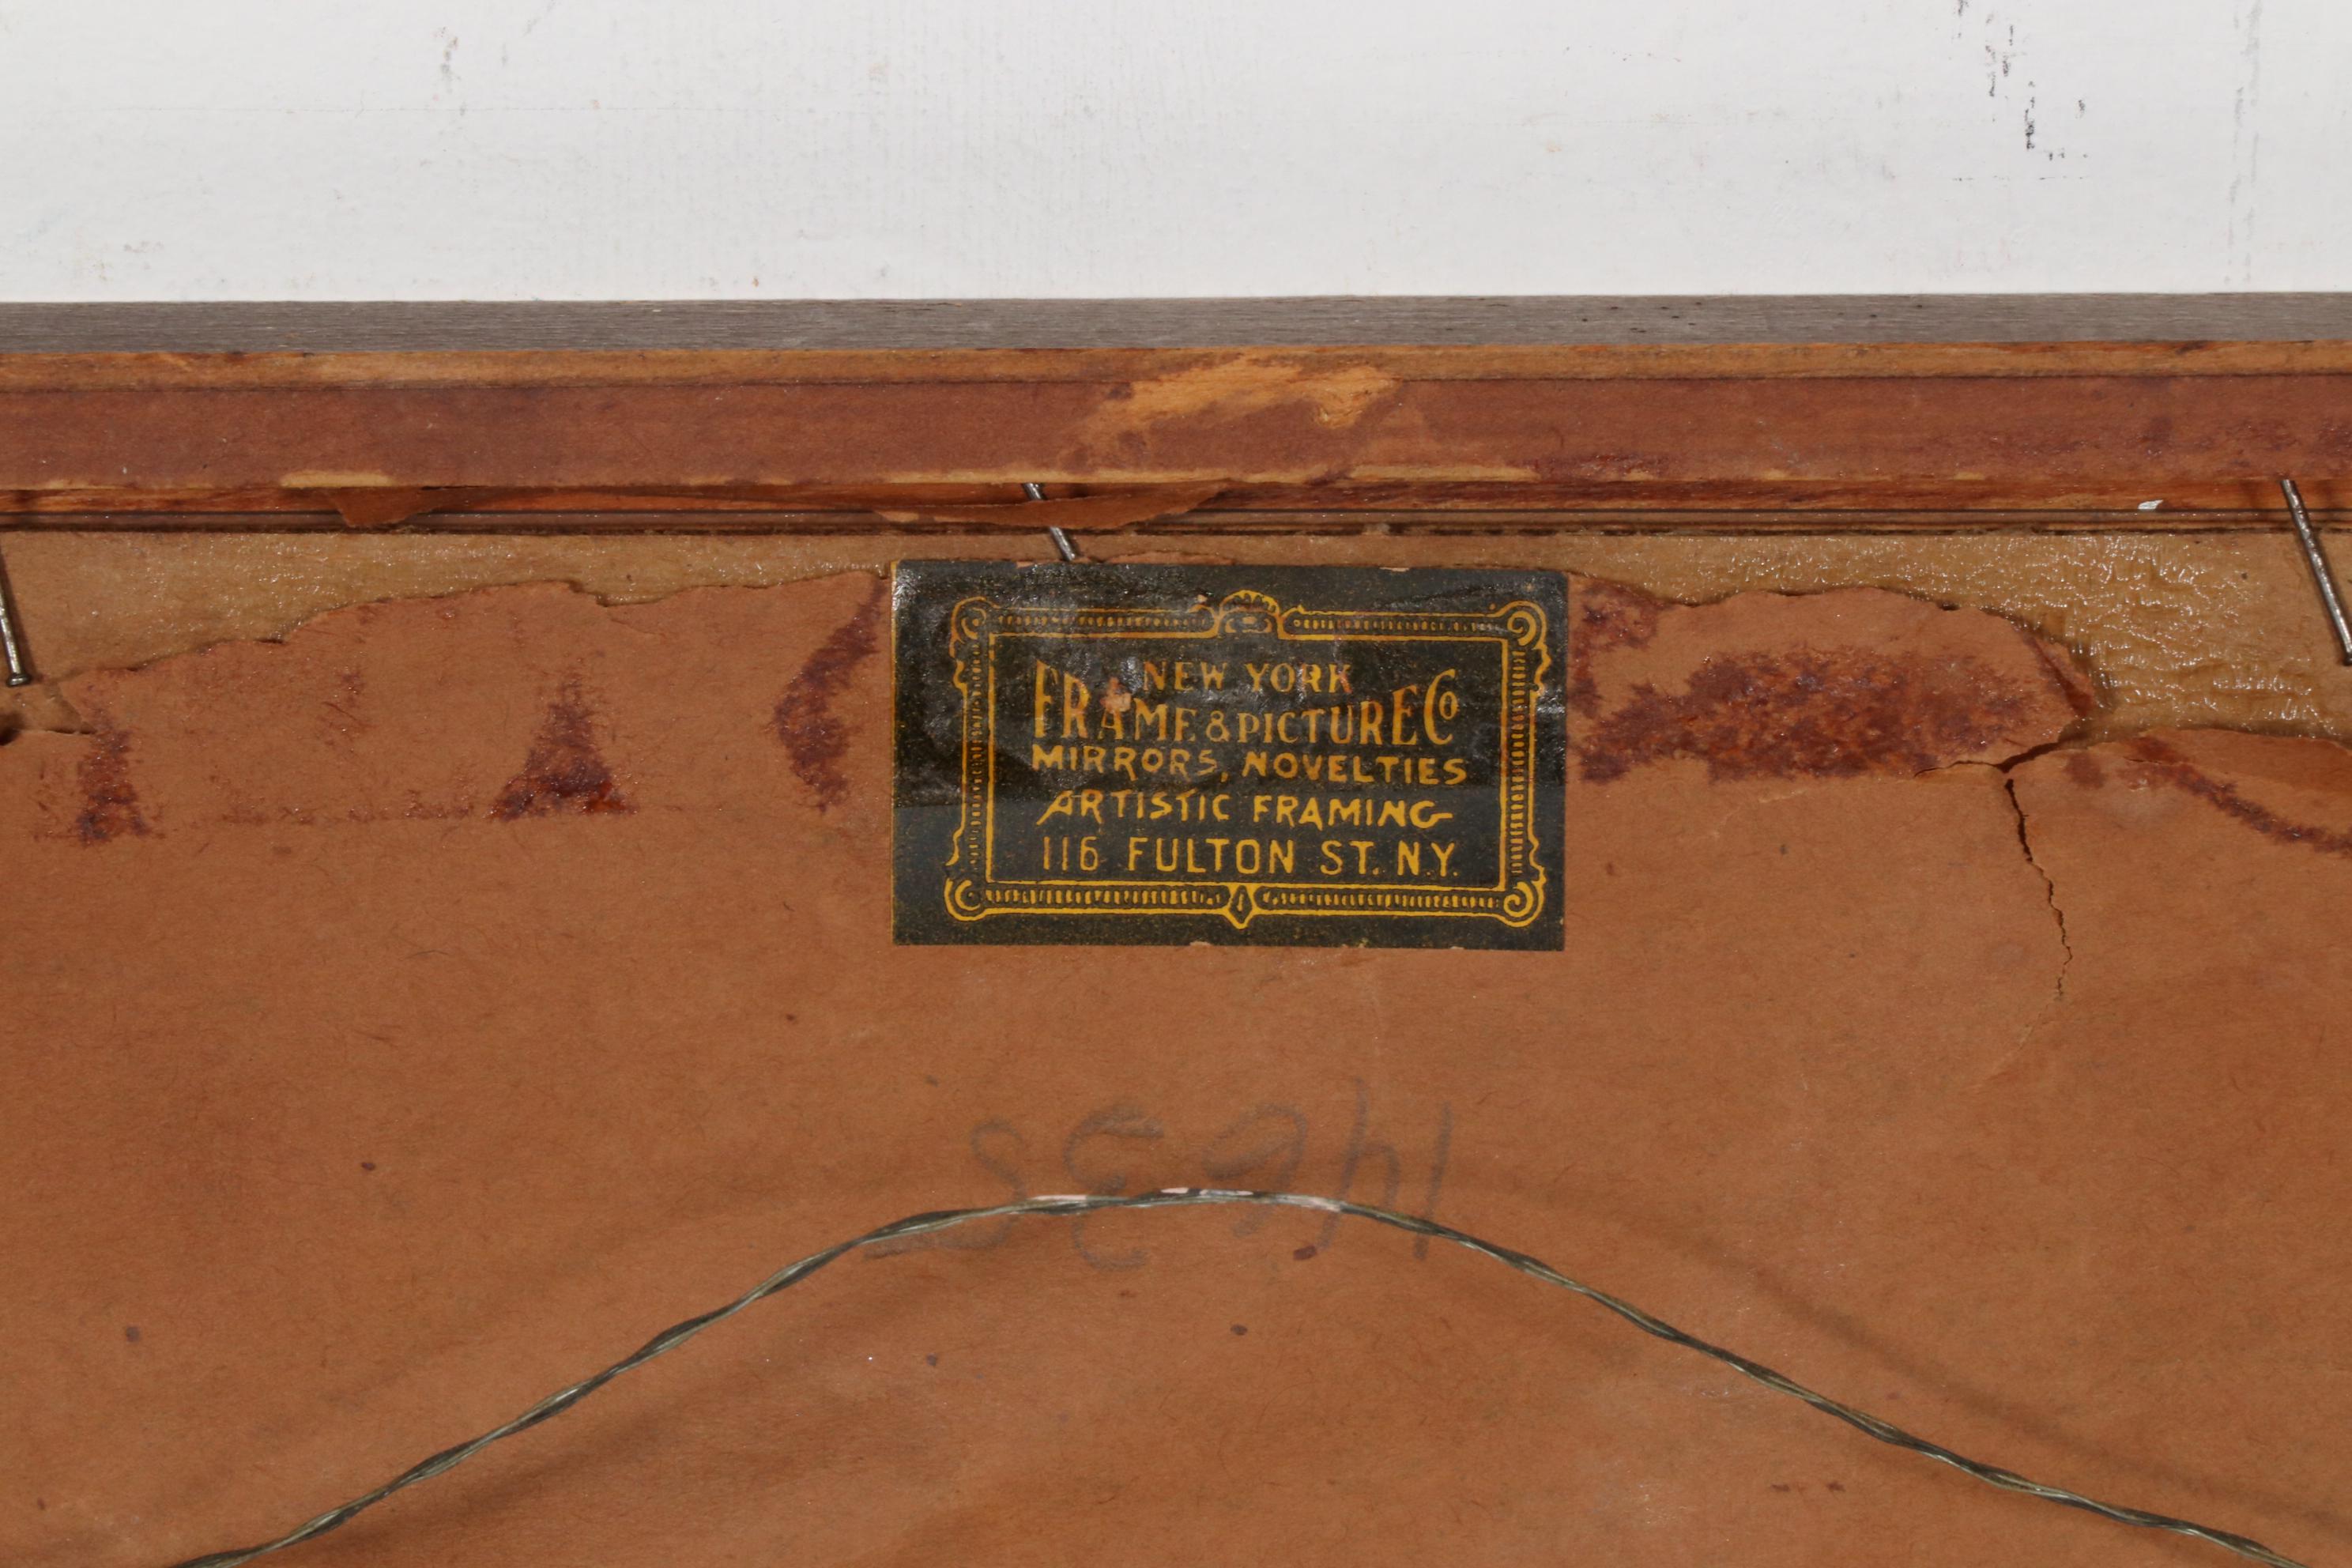 NEW YORK
FRAME & PICTURE Co
MIRRORS, NOVELTIES
ARTISTIC FRAMING
116 FULTON ST. N.Y.